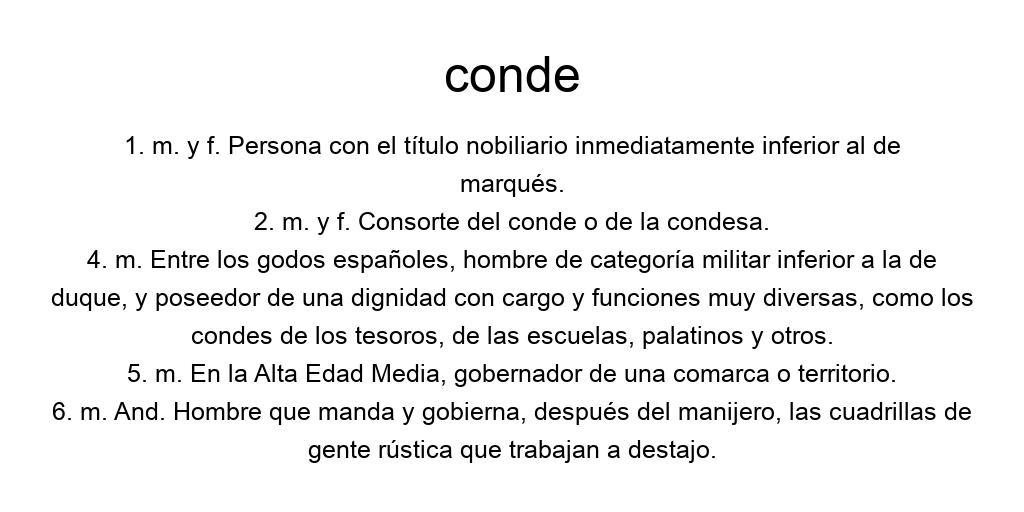 conde
1. m. y f. Persona con el título nobiliario inmediatamente inferior al de
marqués.
2. m. y f. Consorte del conde o de la condesa.
4. m. Entre los godos españoles, hombre de categoría militar inferior a la de
duque, y poseedor de una dignidad con cargo y funciones muy diversas, como los
condes de los tesoros, de las escuelas, palatinos y otros.
5. m. En la Alta Edad Media, gobernador de una comarca o territorio.
6. m. And. Hombre que manda y gobierna, después del manijero, las cuadrillas de
gente rústica que trabajan a destajo.